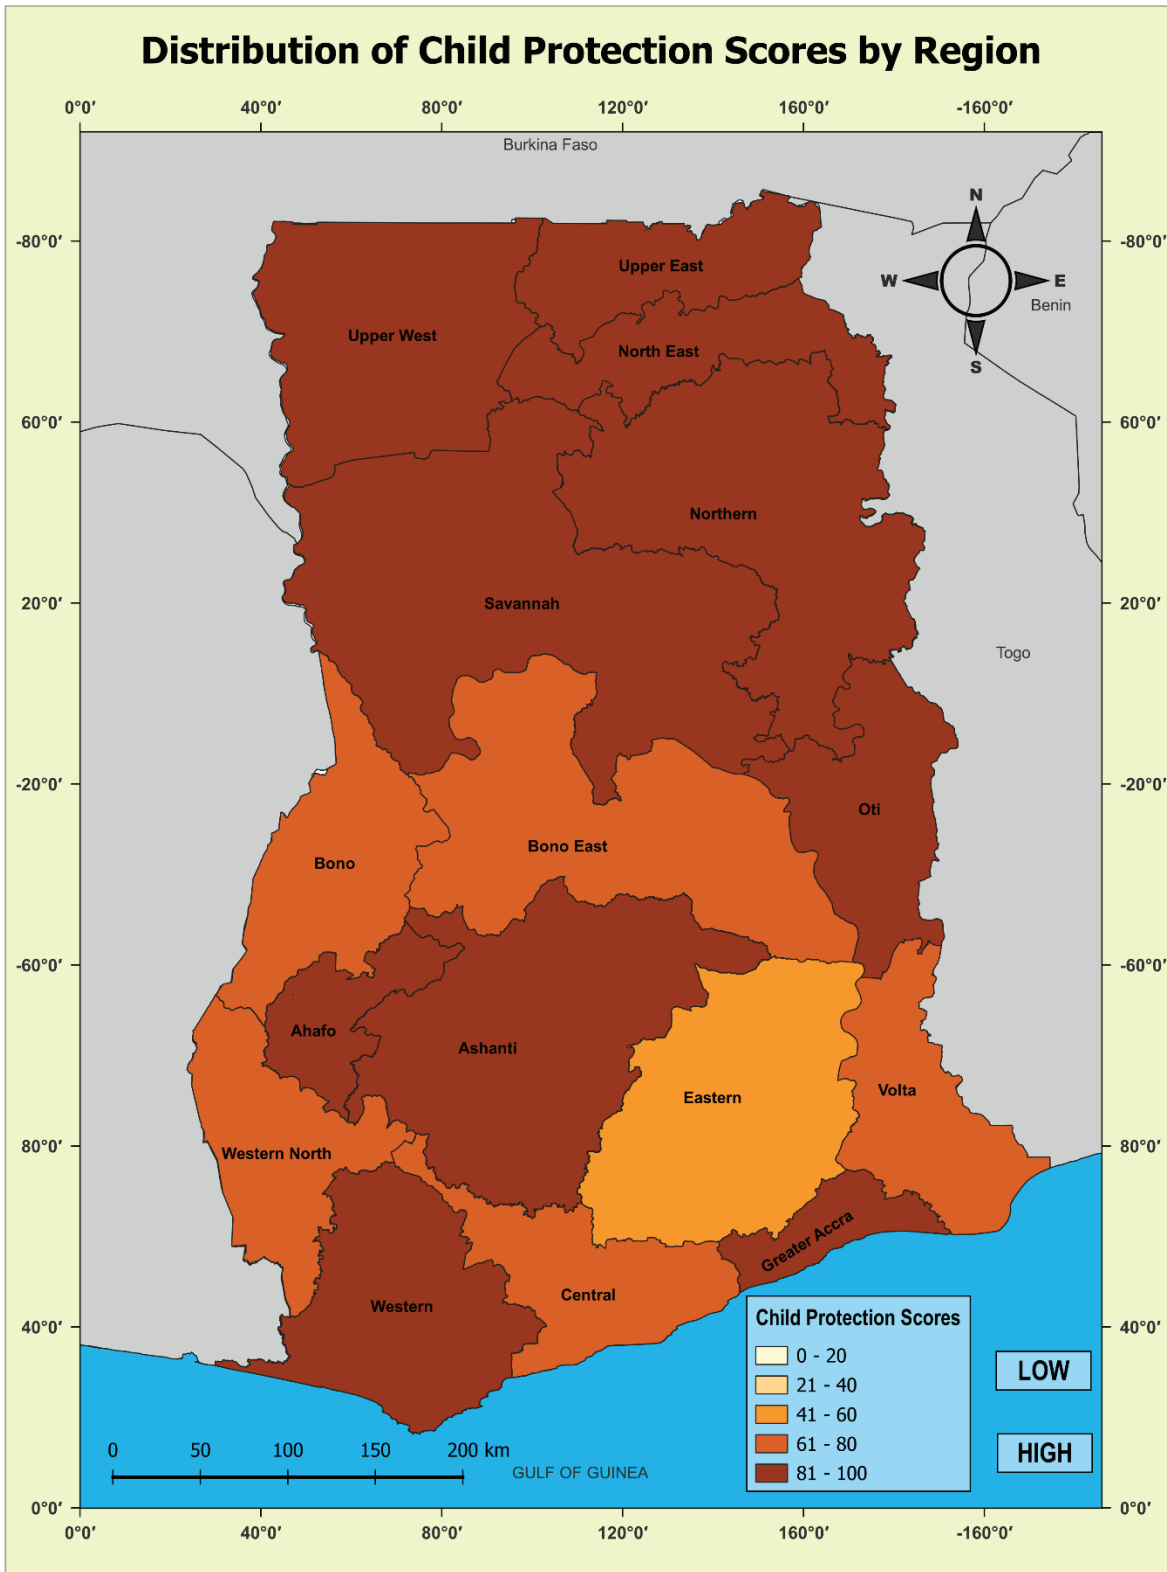 Distribution of Child Protection Scores by Region
0°0′ 40°0′ 80°0′ 120°0′ 160°0′ -160°0′
Burkina Faso
N
-80°0′ -80°0′
Upper East
W E
Benin
Upper West
North East
S
60°0′ 60°0′
Northern
20°0′ Savannah 20°0′
Togo
-20°0′ -20°0′
Oti
Bono East
Bono
-60°0′ -60°0′
Ahafo
Ashanti
Volta
Eastern
80°0′ 80°0′
Western North
Greater Accra
Central
Western
40°0′ 40°0′
Child Protection Scores
0 - 20
21 - 40
41 - 60
61 - 80
81 - 100
LOW
HIGH
0 50 100 150 200 km
GULF OF GUINEA
0°0′ 0°0′
0°0′ 40°0′ 80°0′ 120°0′ 160°0′ -160°0′